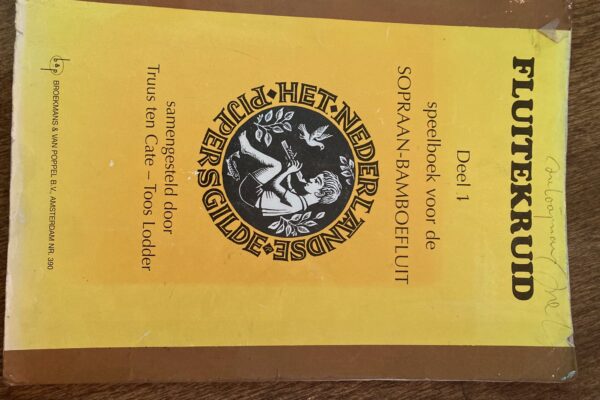 FLUITEKRUID
Deel 1
speelboek voor de
SOPRAAN-BAMBOEFLUIT
HET·NEDERLANDSE·PIJPERSGILDE·
samengesteld door
Truus ten Cate – Toos Lodder
b&p
BROEKMANS & VAN POPPEL B.V., AMSTERDAM NR. 390